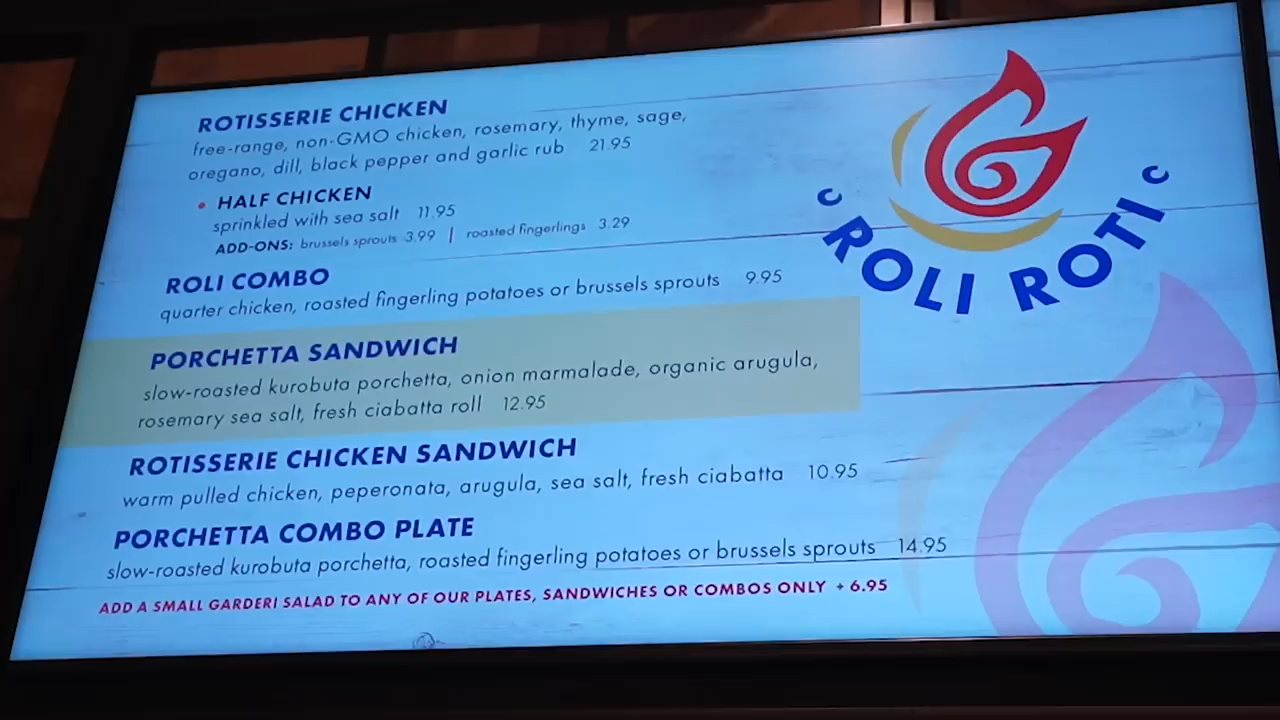 ROTISSERIE CHICKEN
free-range, non-GMO chicken, rosemary, thyme, sage,
oregano, dill, black pepper and garlic rub 21.95
• HALF CHICKEN
sprinkled with sea salt 11.95
ADD-ONS: brussels sprouts 3.99 | roasted fingerlings 3.29
ROLI COMBO
quarter chicken, roasted fingerling potatoes or brussels sprouts 9.95
PORCHETTA SANDWICH
slow-roasted kurobuta porchetta, onion marmalade, organic arugula,
rosemary sea salt, fresh ciabatta roll 12.95
ROTISSERIE CHICKEN SANDWICH
warm pulled chicken, peperonata, arugula, sea salt, fresh ciabatta 10.95
PORCHETTA COMBO PLATE
slow-roasted kurobuta porchetta, roasted fingerling potatoes or brussels sprouts 14.95
ADD A SMALL GARDERI SALAD TO ANY OF OUR PLATES, SANDWICHES OR COMBOS ONLY + 6.95
ROLI ROTI